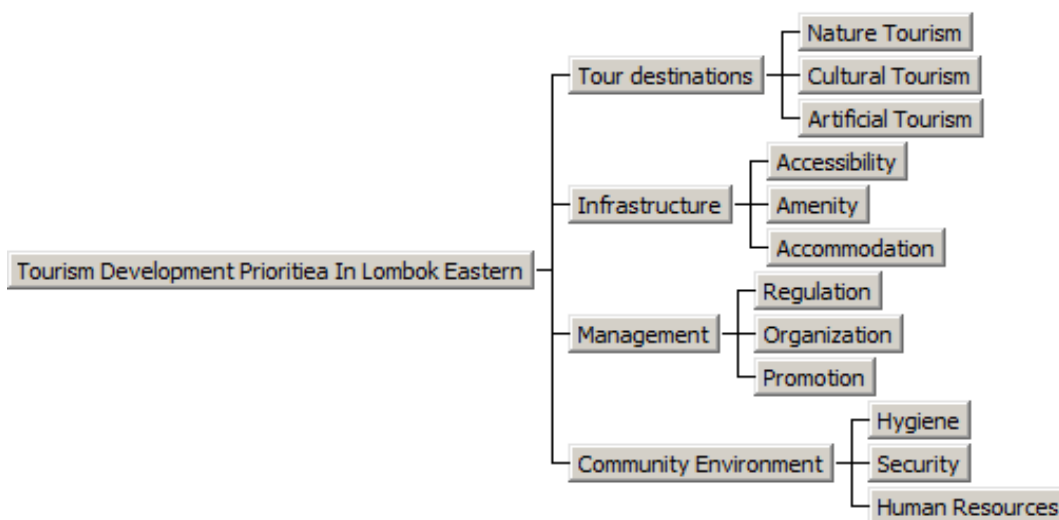 Nature Tourism
Tour destinations
Cultural Tourism
Artificial Tourism
Accessibility
Infrastructure
Amenity
Accommodation
Tourism Development Prioritiea In Lombok Eastern
Regulation
Management
Organization
Promotion
Hygiene
Community Environment
Security
Human Resources